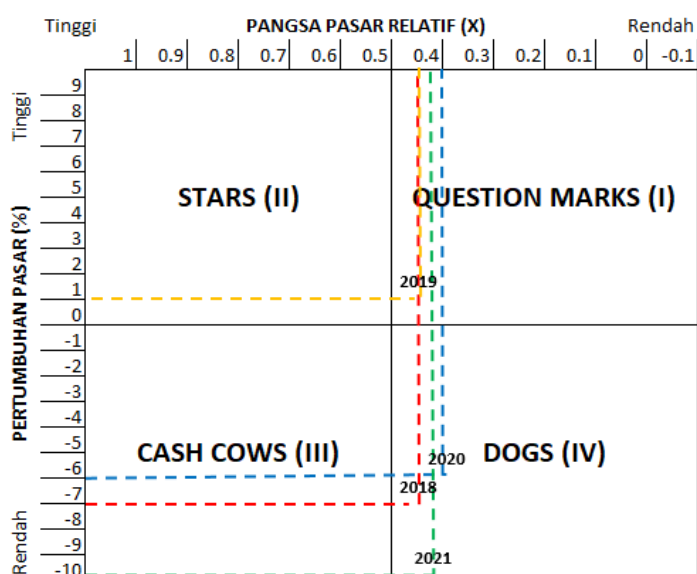 Tinggi PANGSA PASAR RELATIF (X) Rendah
1 0.9 0.8 0.7 0.6 0.5 0.4 0.3 0.2 0.1 0 -0.1
Tinggi
PERTUMBUHAN PASAR (%)
Rendah
9
8
7
6
5
4
3
2
1
0
-1
-2
-3
-4
-5
-6
-7
-8
-9
-10
STARS (II)
QUESTION MARKS (I)
2019
CASH COWS (III)
DOGS (IV)
2020
2018
2021